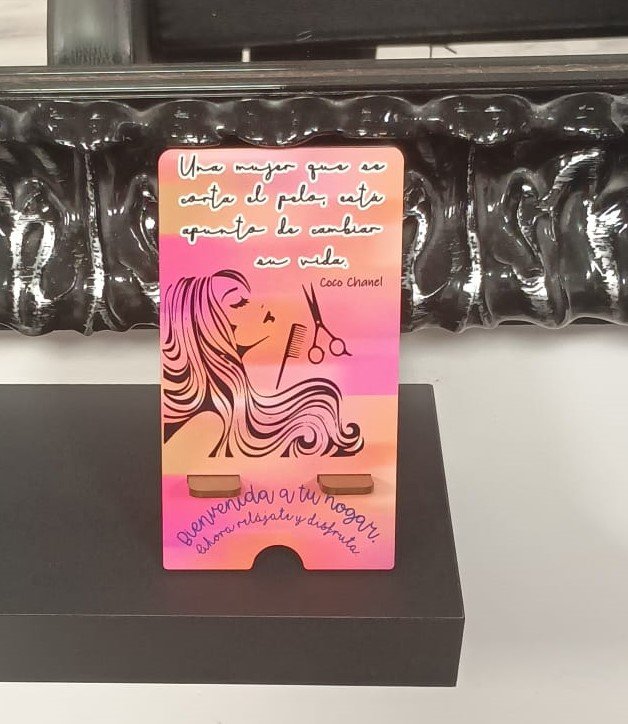 Una mujer que se
corta el pelo, está
apunto de cambiar
su vida.
Coco Chanel
Bienvenida a tu hogar.
Ahora relájate y disfruta